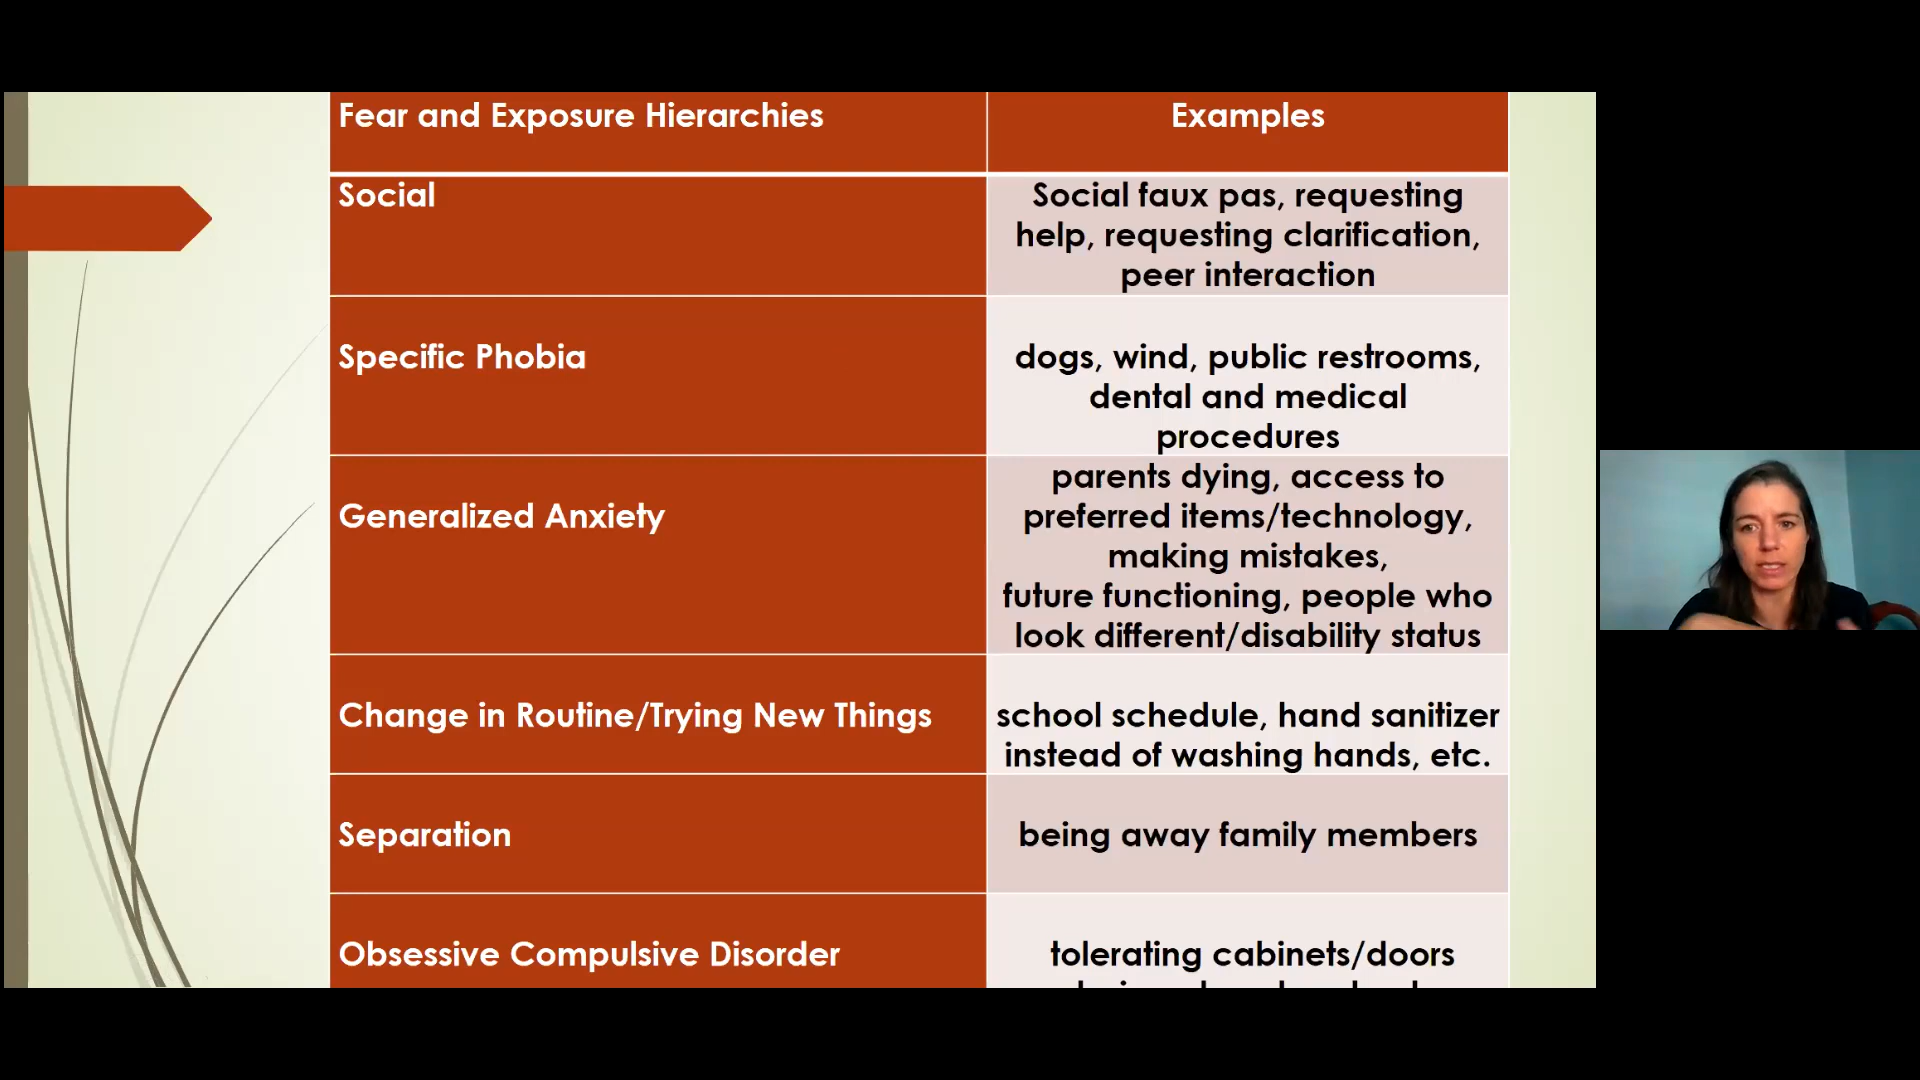 Fear and Exposure Hierarchies
Examples
Social
Social faux pas, requesting
help, requesting clarification,
peer interaction
Specific Phobia
dogs, wind, public restrooms,
dental and medical
procedures
Generalized Anxiety
parents dying, access to
preferred items/technology,
making mistakes,
future functioning, people who
look different/disability status
Change in Routine/Trying New Things
school schedule, hand sanitizer
instead of washing hands, etc.
Separation
being away family members
Obsessive Compulsive Disorder
tolerating cabinets/doors